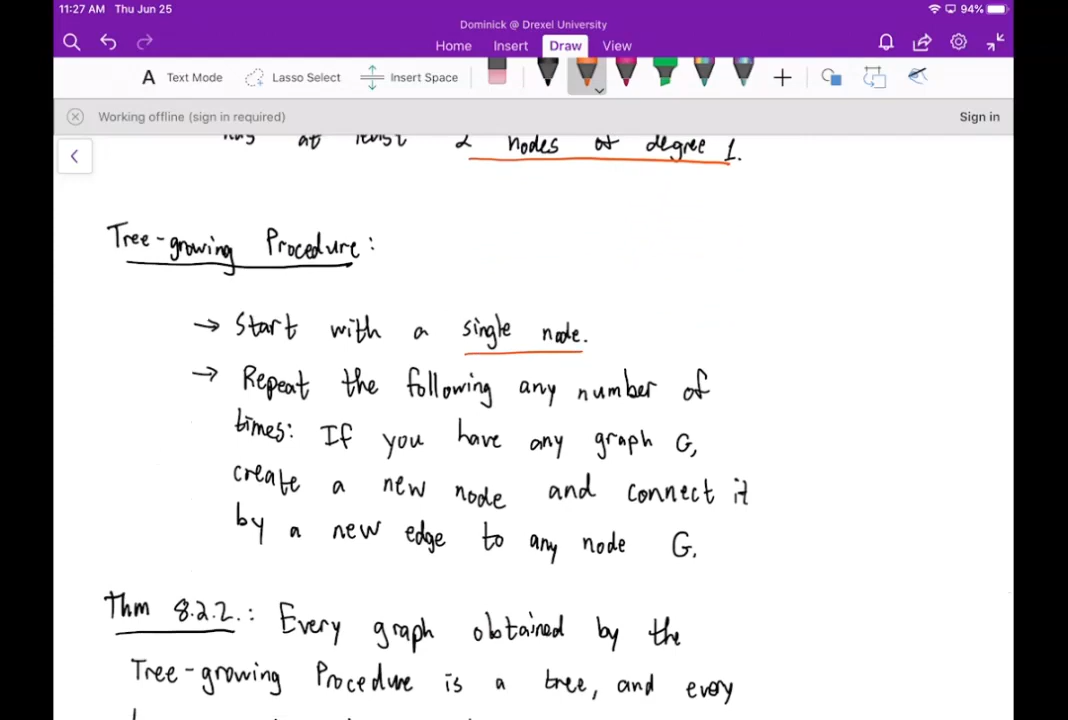 11:27 AM Thu Jun 25
94%
Dominick @ Drexel University
Home Insert Draw View
A Text Mode Lasso Select Insert Space
Working offline (sign in required) Sign in
at least 2 nodes of degree 1.
Tree-growing Procedure:
→ Start with a single node.
→ Repeat the following any number of
times: If you have any graph G,
create a new node and connect it
by a new edge to any node G.
Thm 8.2.2.: Every graph obtained by the
Tree-growing Procedure is a tree, and every